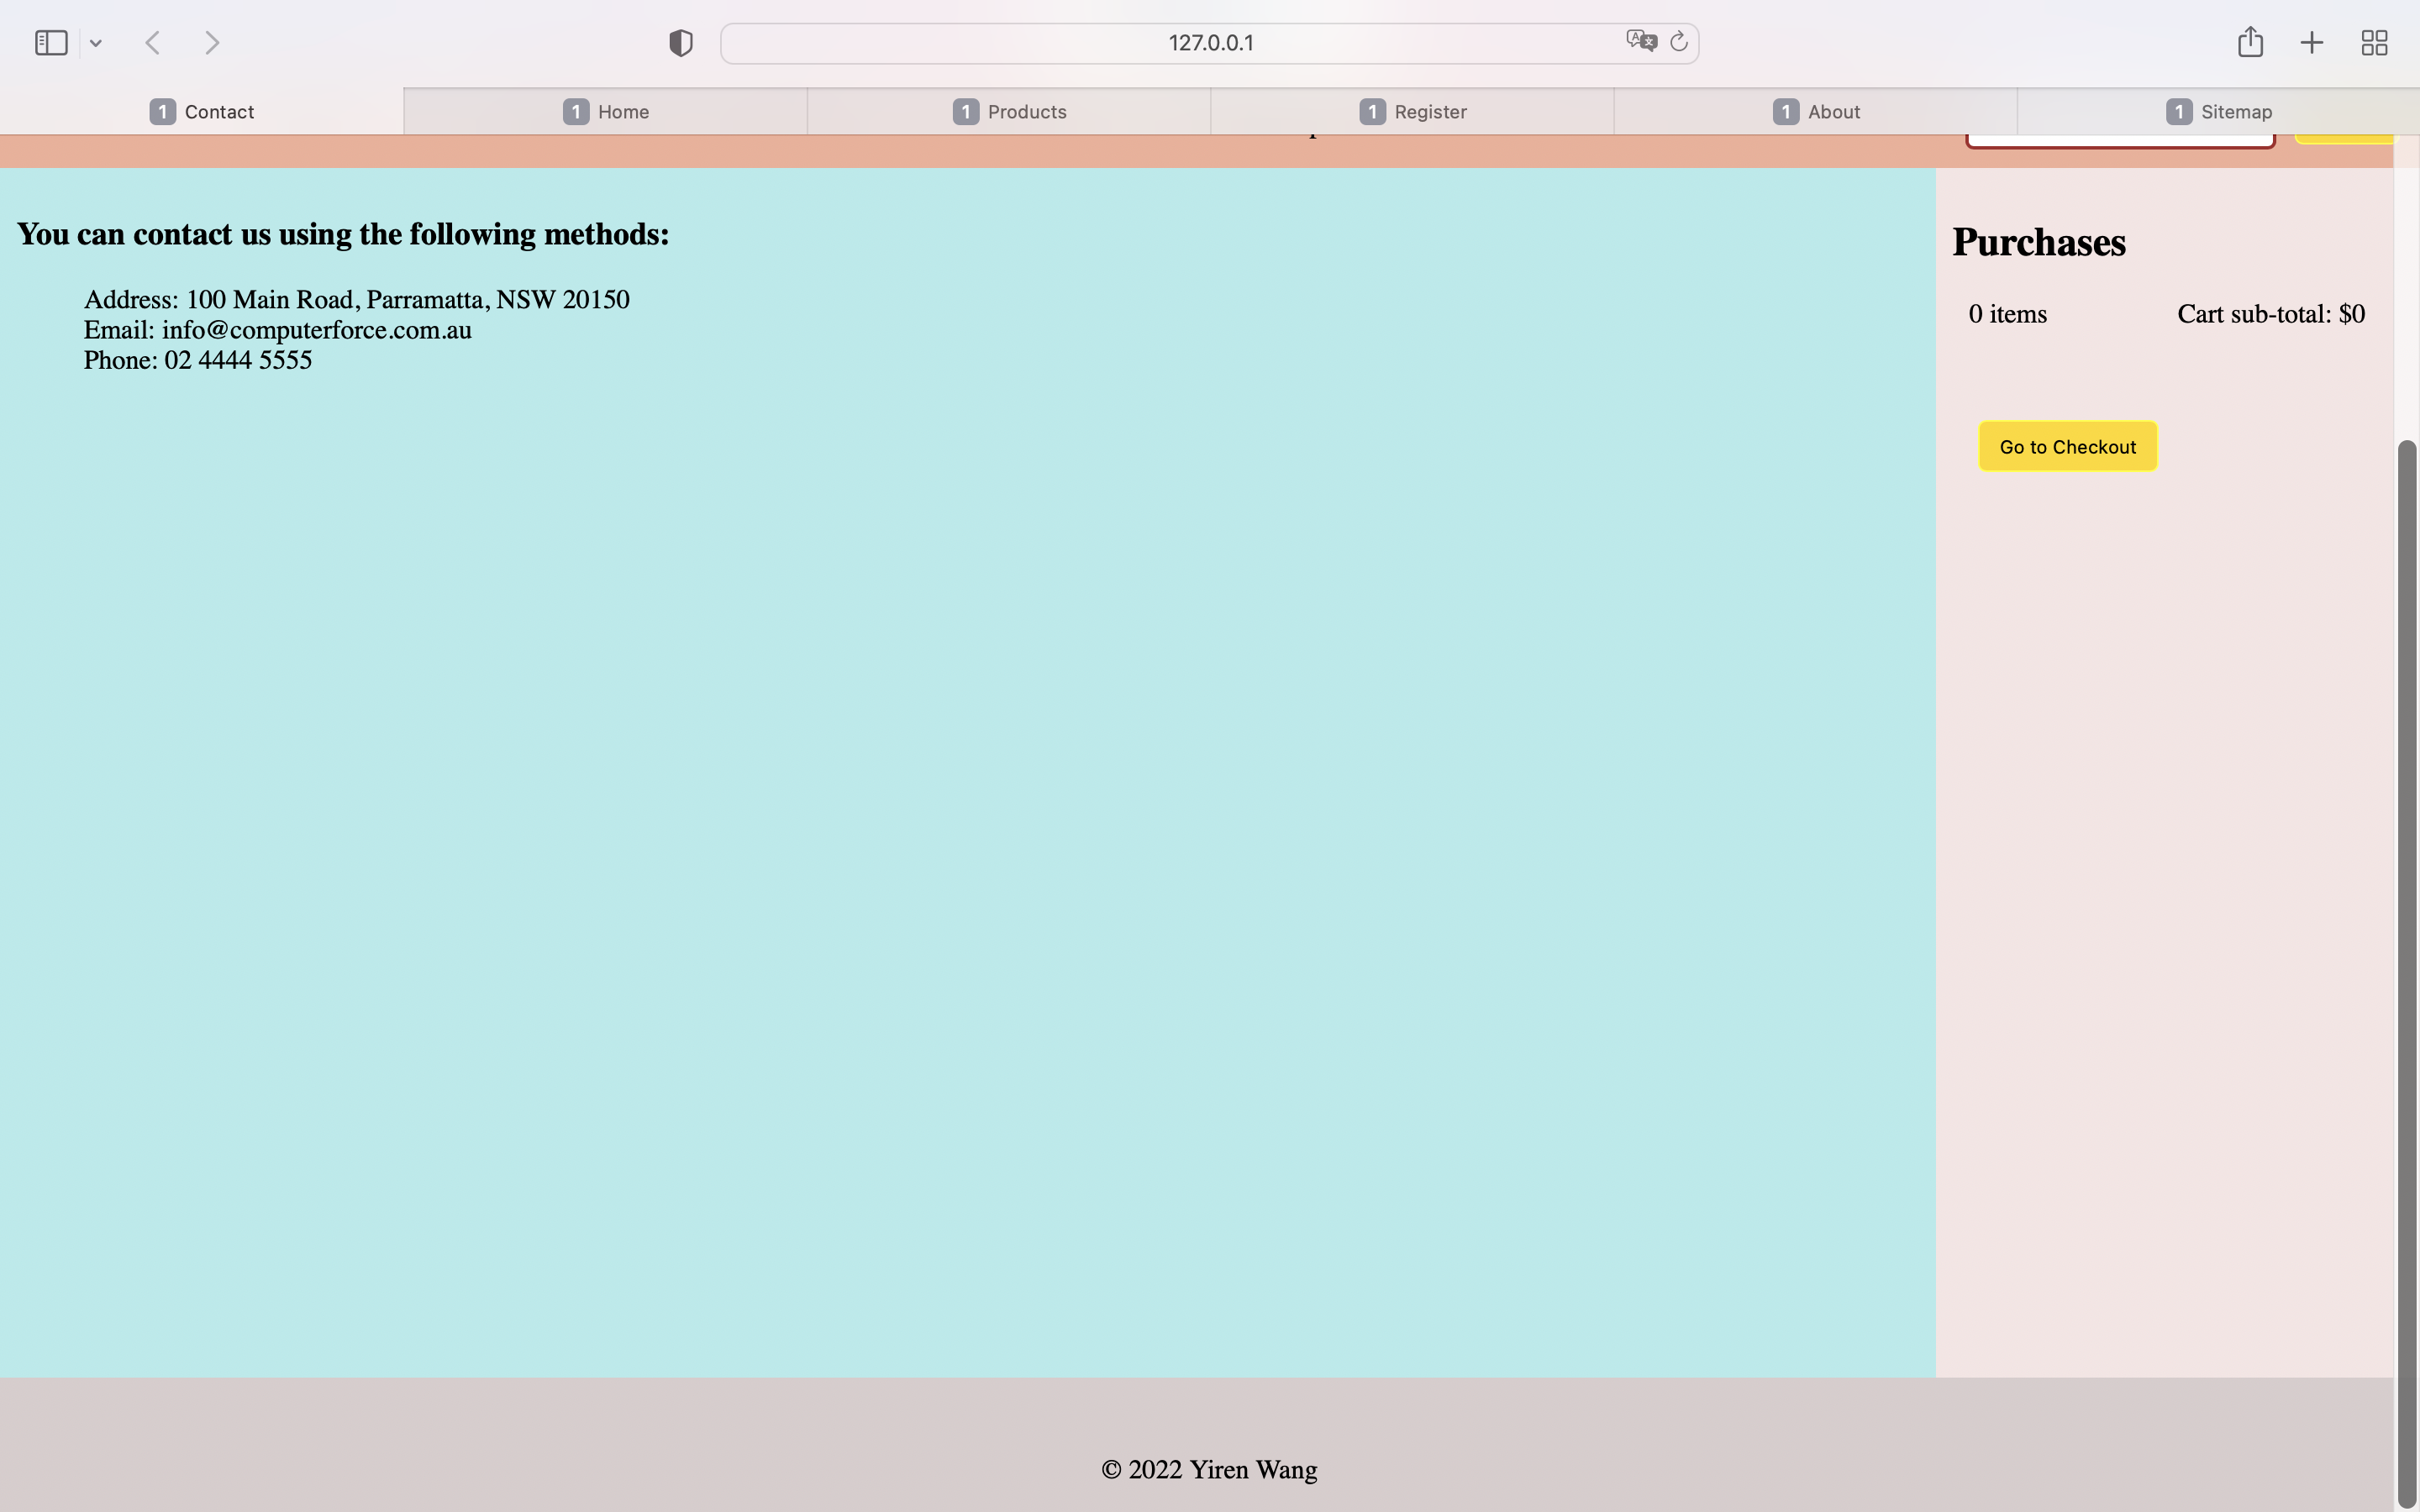 127.0.0.1
1 Contact
1 Home
1 Products
1 Register
1 About
1 Sitemap
You can contact us using the following methods:
Address: 100 Main Road, Parramatta, NSW 20150
Email: info@computerforce.com.au
Phone: 02 4444 5555
Purchases
0 items
Cart sub-total: $0
Go to Checkout
© 2022 Yiren Wang